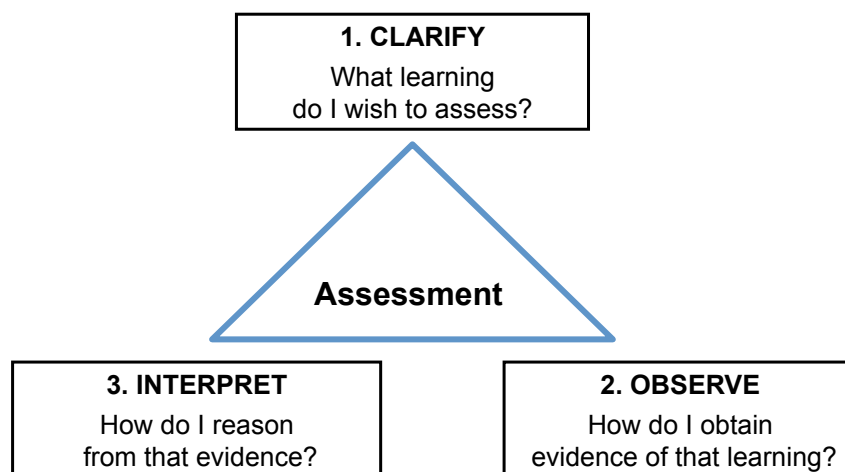 1. CLARIFY
What learning
do I wish to assess?
Assessment
3. INTERPRET
How do I reason
from that evidence?
2. OBSERVE
How do I obtain
evidence of that learning?